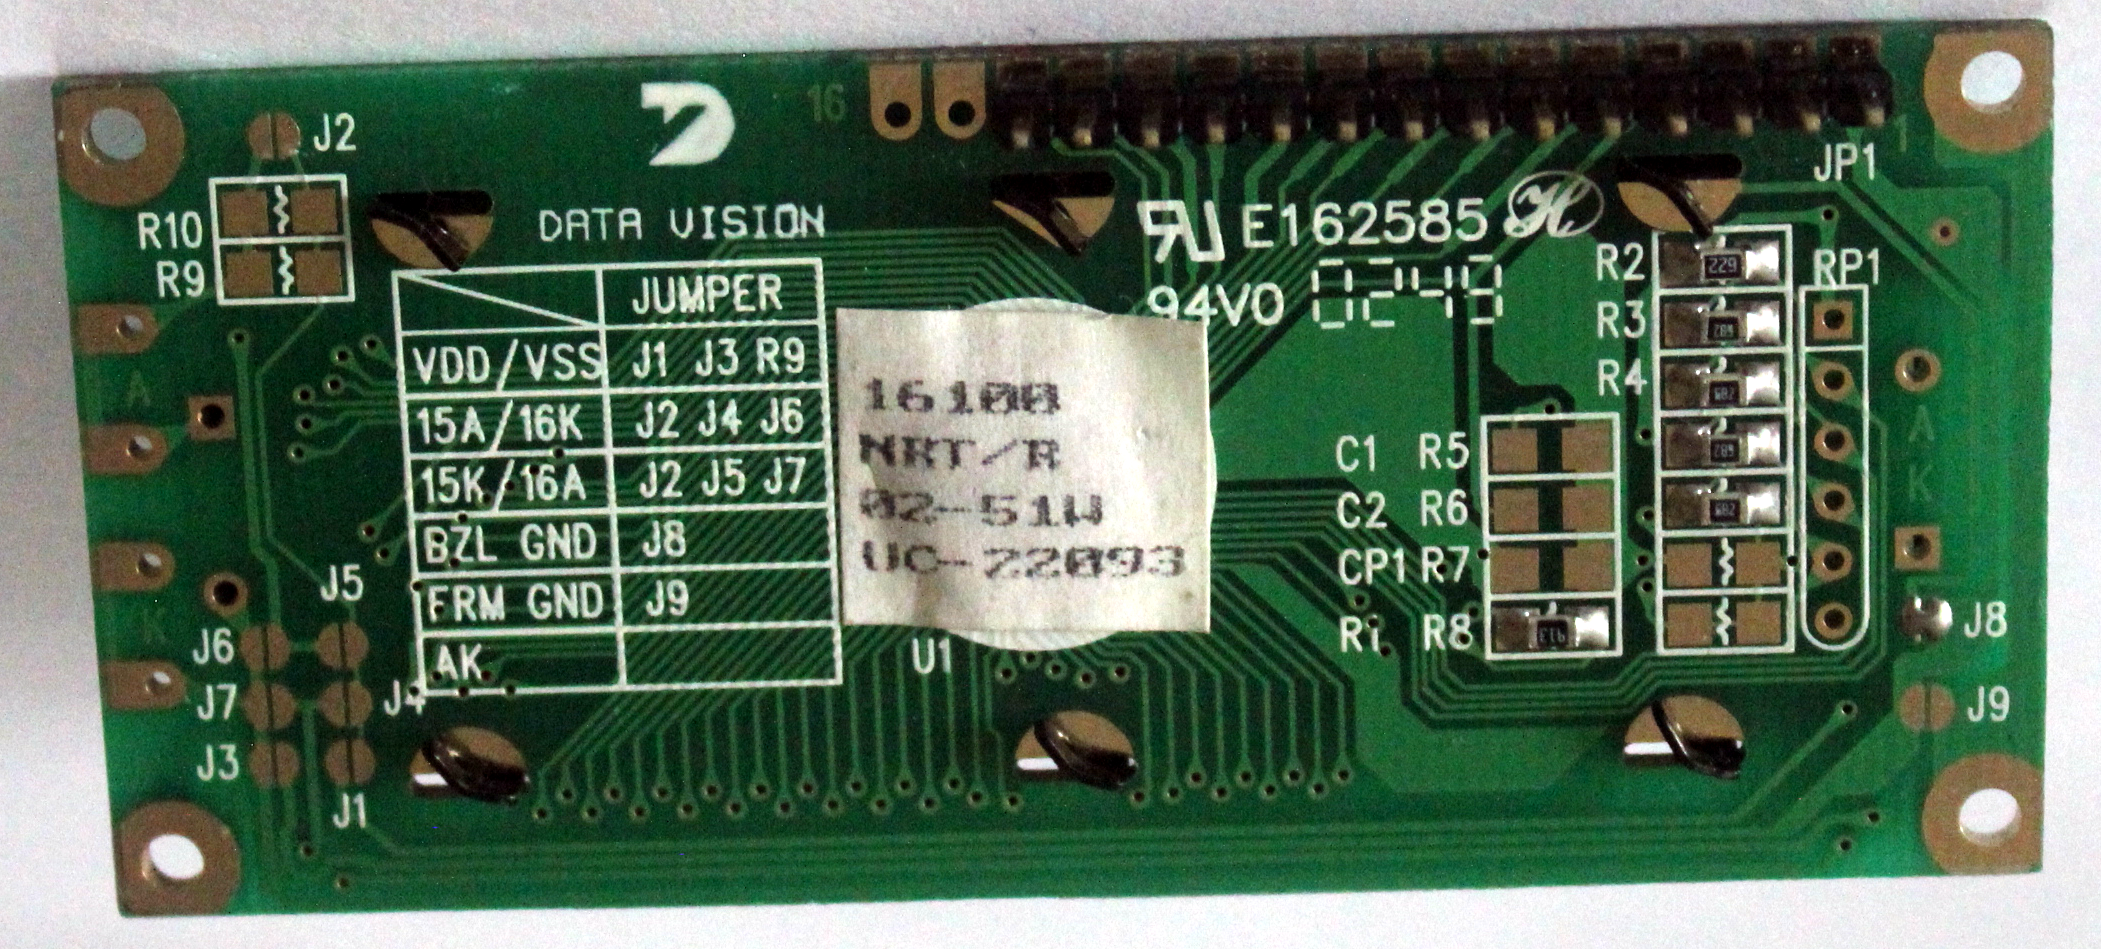 16
1
J2
JP1
R10
R9
DATA VISION
E162585
94V0 0249
JUMPER
VDD/VSS J1 J3 R9
15A/16K J2 J4 J6
15K/16A J2 J5 J7
BZL GND J8
FRM GND J9
AK
16100
NRT/R
02-51W
UC-22093
U1
R2
R3
R4
RP1
C1 R5
C2 R6
CP1 R7
R1 R8
A
K
A
K
J5
J6
J7
J4
J3
J1
J8
J9